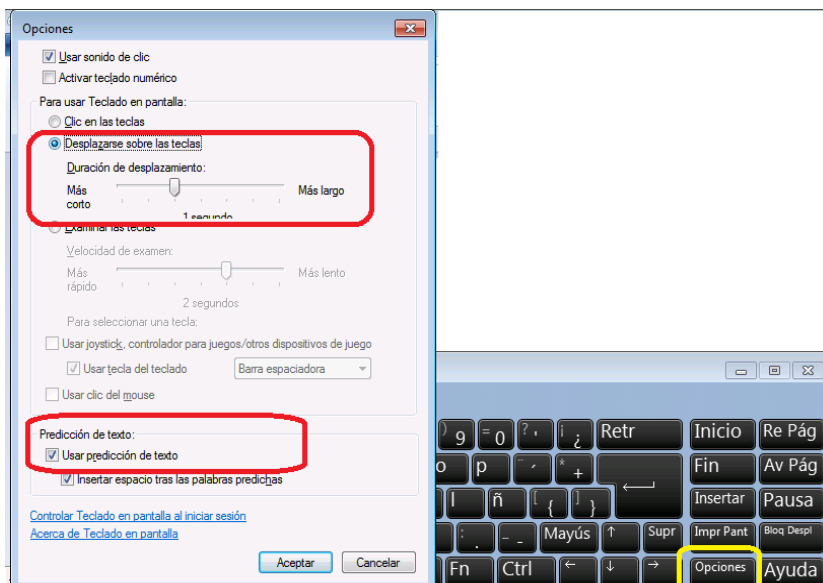 Opciones
Usar sonido de clic
Activar teclado numérico
Para usar Teclado en pantalla:
Clic en las teclas
Desplazarse sobre las teclas
Duración de desplazamiento:
Más corto
Más largo
1 segundo
Examinar las teclas
Velocidad de examen:
Más rápido
Más lento
2 segundos
Para seleccionar una tecla:
Usar joystick, controlador para juegos/otros dispositivos de juego
Usar tecla del teclado
Barra espaciadora
Usar clic del mouse
Predicción de texto:
Usar predicción de texto
Insertar espacio tras las palabras predichas
Controlar Teclado en pantalla al iniciar sesión
Acerca de Teclado en pantalla
Aceptar
Cancelar
) 9 = 0 ? ' ¡ ¿ Retr Inicio Re Pág
o p ¨ ´ * + Fin Av Pág
l ñ [ { ] } Insertar Pausa
: . _ - Mayús ↑ Supr Impr Pant Bloq Despl
Fn Ctrl ← ↓ → Opciones Ayuda